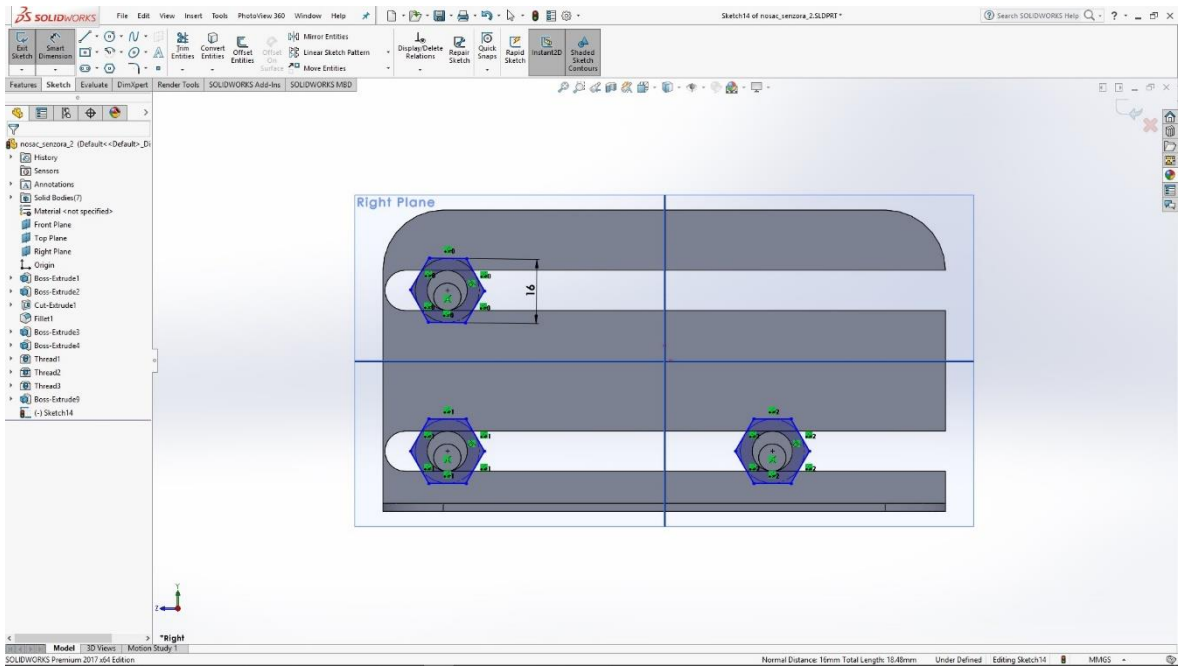 SOLIDWORKS File Edit View Insert Tools PhotoView 360 Window Help Sketch14 of nosac_senzora_2.SLDPRT * Search SOLIDWORKS Help
Exit Sketch Smart Dimension Trim Entities Convert Entities Offset Entities Offset On Surface Mirror Entities Linear Sketch Pattern Move Entities Display/Delete Relations Repair Sketch Quick Snaps Rapid Sketch Instant2D Shaded Sketch Contours
Features Sketch Evaluate DimXpert Render Tools SOLIDWORKS Add-Ins SOLIDWORKS MBD
nosac_senzora_2 (Default<<Default>_Di
History
Sensors
Annotations
Solid Bodies(7)
Material <not specified>
Front Plane
Top Plane
Right Plane
Origin
Boss-Extrude1
Boss-Extrude2
Cut-Extrude1
Fillet1
Boss-Extrude3
Boss-Extrude4
Thread1
Thread2
Thread3
Boss-Extrude9
(-) Sketch14
Right Plane
16
Y
Z
*Right
Model 3D Views Motion Study 1
SOLIDWORKS Premium 2017 x64 Edition Normal Distance: 16mm Total Length: 18.48mm Under Defined Editing Sketch14 MMGS